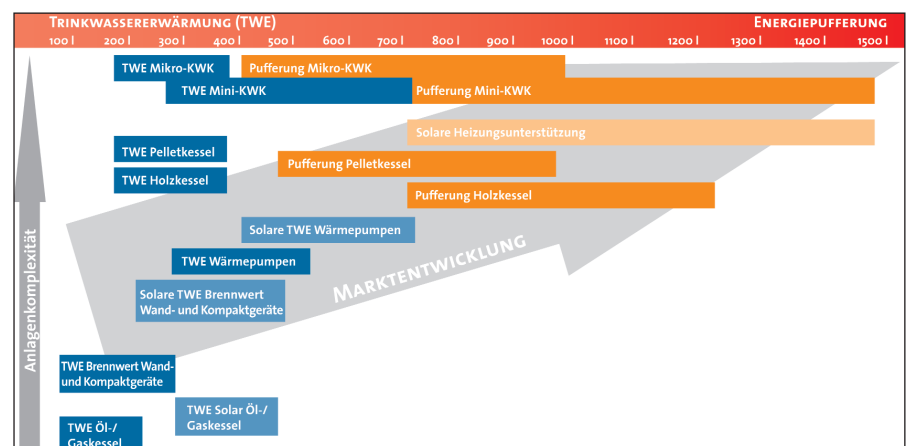 TRINKWASSERERWÄRMUNG (TWE) ENERGIEPUFFERUNG
100 l 200 l 300 l 400 l 500 l 600 l 700 l 800 l 900 l 1000 l 1100 l 1200 l 1300 l 1400 l 1500 l
TWE Mikro-KWK Pufferung Mikro-KWK
TWE Mini-KWK Pufferung Mini-KWK
Solare Heizungsunterstützung
TWE Pelletkessel
Pufferung Pelletkessel
TWE Holzkessel
Pufferung Holzkessel
Solare TWE Wärmepumpen
TWE Wärmepumpen
MARKTENTWICKLUNG
Solare TWE Brennwert
Wand- und Kompaktgeräte
Anlagenkomplexität
TWE Brennwert Wand-
und Kompaktgeräte
TWE Solar Öl-/
Gaskessel
TWE Öl-/
Gaskessel